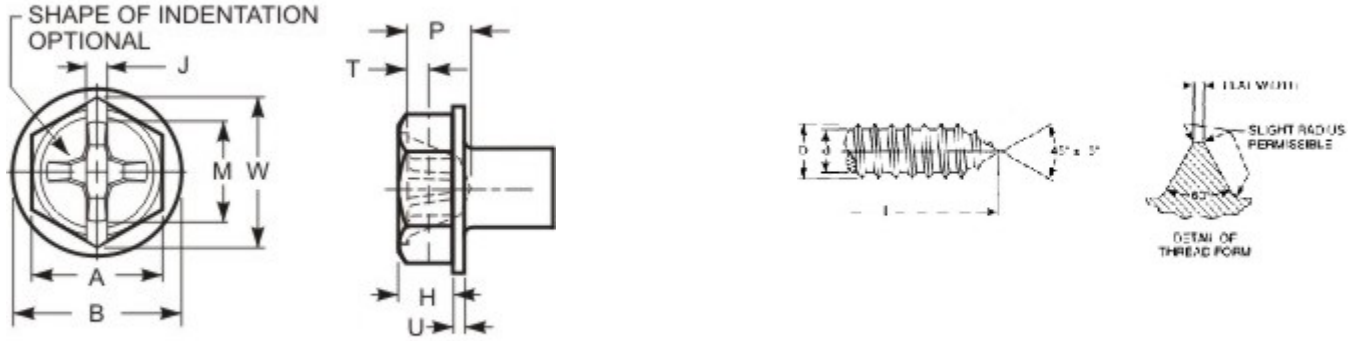 SHAPE OF INDENTATION
OPTIONAL
J
M
W
A
B
P
T
H
U
D
d
L
SLIGHT RADIUS
PERMISSIBLE
DETAIL OF
THREAD FORM